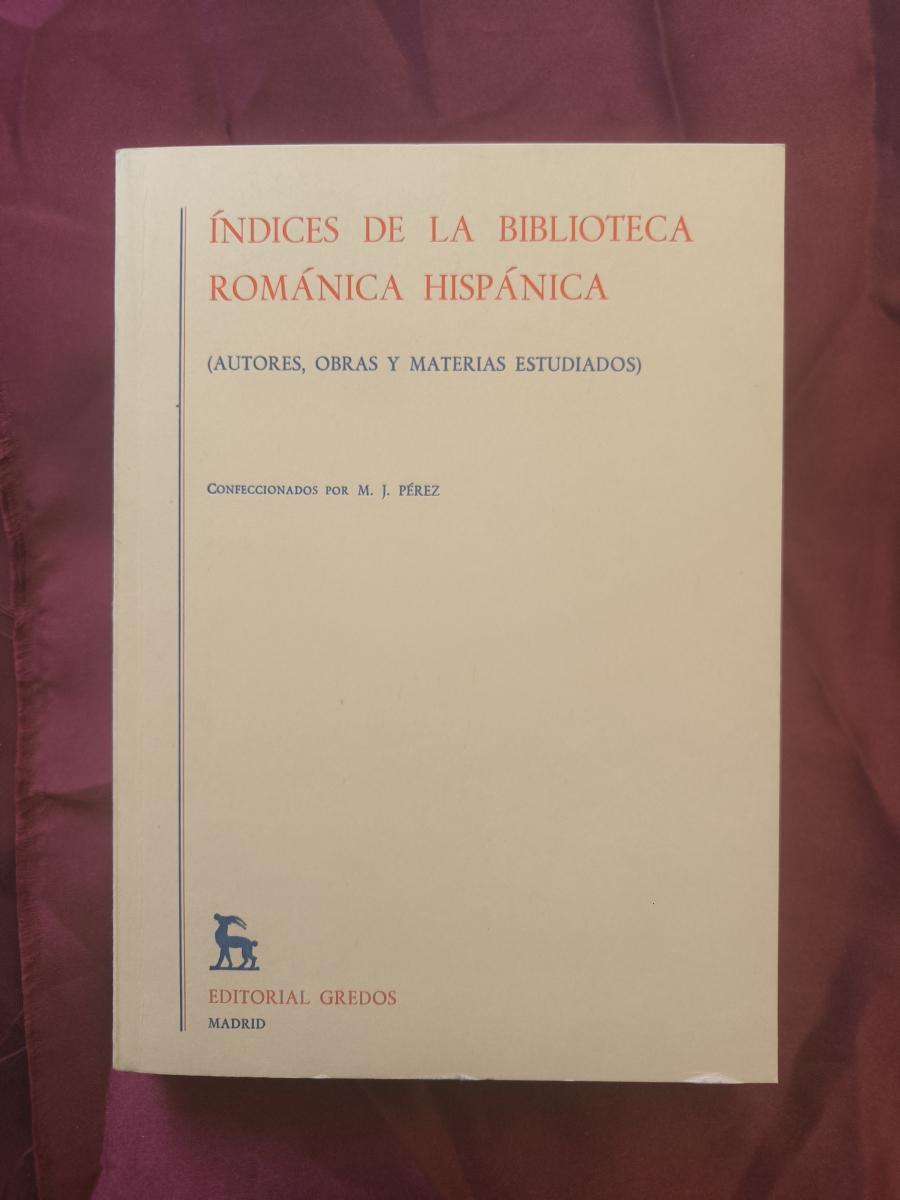 ÍNDICES DE LA BIBLIOTECA
ROMÁNICA HISPÁNICA
(AUTORES, OBRAS Y MATERIAS ESTUDIADOS)
CONFECCIONADOS POR M. J. PÉREZ
EDITORIAL GREDOS
MADRID